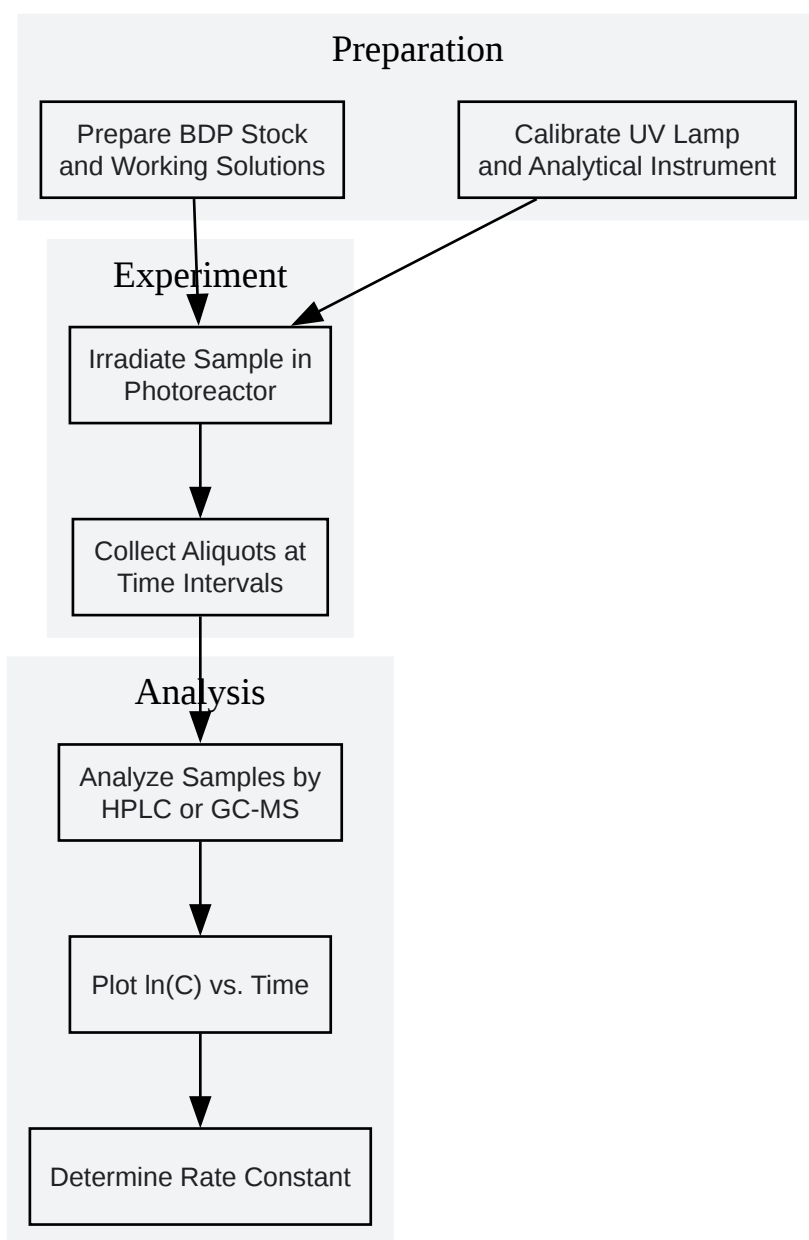 Preparation
Prepare BDP Stock
and Working Solutions
Calibrate UV Lamp
and Analytical Instrument
Experiment
Irradiate Sample in
Photoreactor
Collect Aliquots at
Time Intervals
Analysis
Analyze Samples by
HPLC or GC-MS
Plot ln(C) vs. Time
Determine Rate Constant